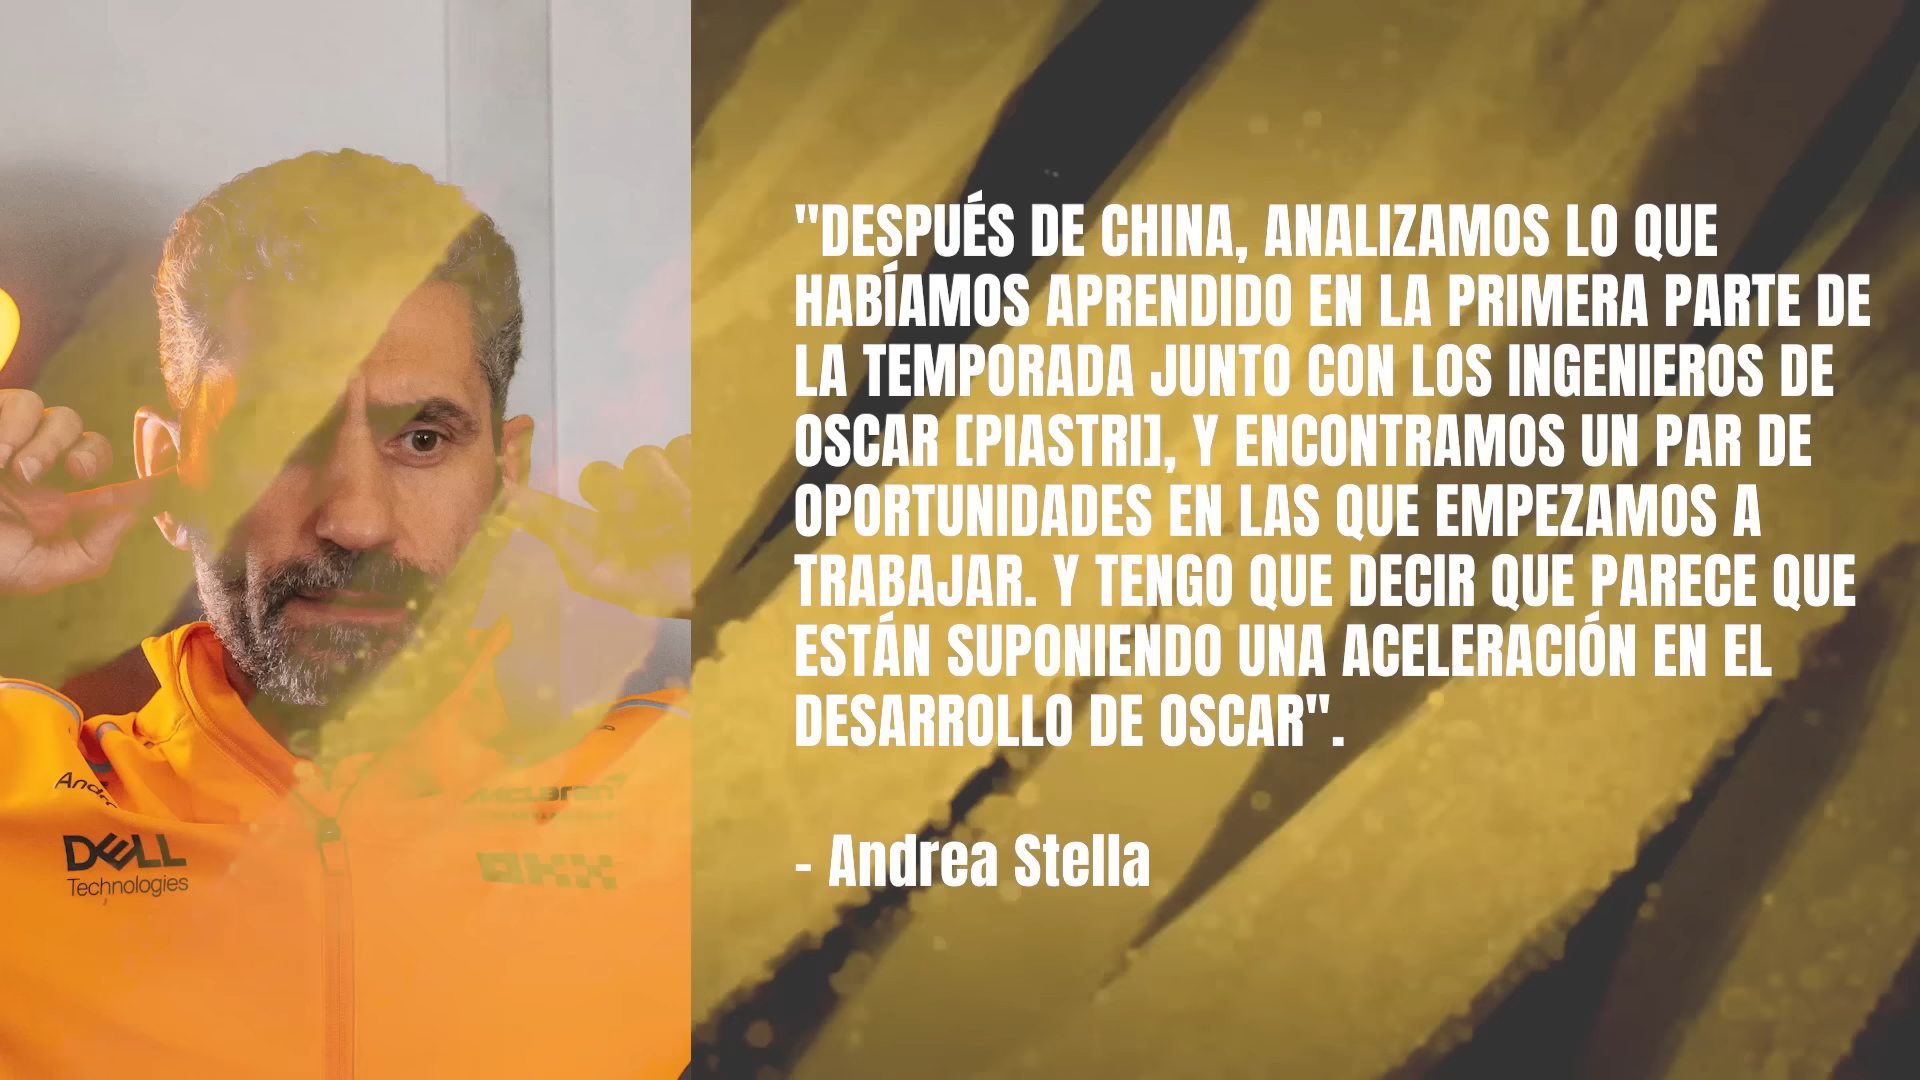 "DESPUÉS DE CHINA, ANALIZAMOS LO QUE
HABÍAMOS APRENDIDO EN LA PRIMERA PARTE DE
LA TEMPORADA JUNTO CON LOS INGENIEROS DE
OSCAR [PIASTRI], Y ENCONTRAMOS UN PAR DE
OPORTUNIDADES EN LAS QUE EMPEZAMOS A
TRABAJAR. Y TENGO QUE DECIR QUE PARECE QUE
ESTÁN SUPONIENDO UNA ACELERACIÓN EN EL
DESARROLLO DE OSCAR".
- Andrea Stella
McLaren
DELL
Technologies
OKX